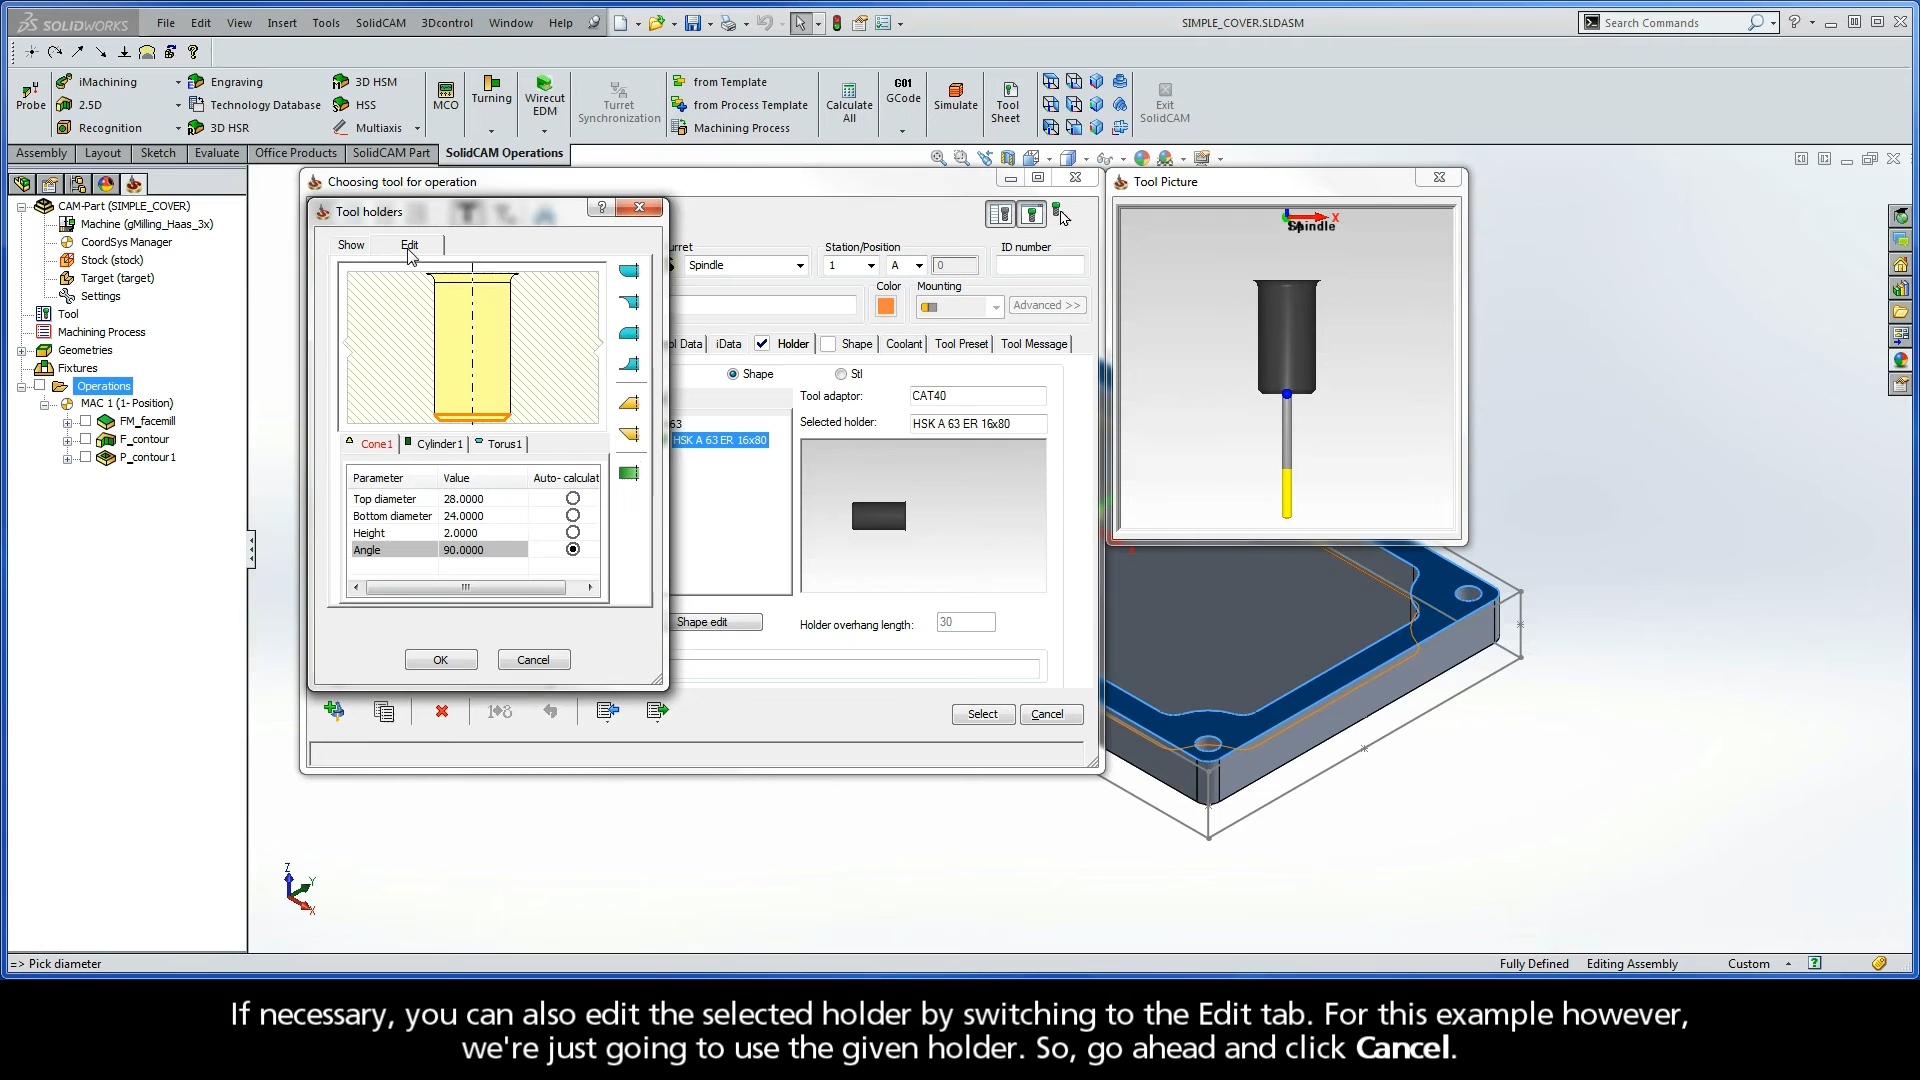 SOLIDWORKS File Edit View Insert Tools SolidCAM 3Dcontrol Window Help SIMPLE_COVER.SLDASM Search Commands
Probe iMachining Engraving 3D HSM MCO Turning Wirecut EDM Turret Synchronization from Template Calculate All G01 GCode Simulate Tool Sheet Exit SolidCAM
2.5D Technology Database HSS from Process Template
Recognition 3D HSR Multiaxis Machining Process
Assembly Layout Sketch Evaluate Office Products SolidCAM Part SolidCAM Operations
CAM-Part (SIMPLE_COVER)
Machine (gMilling_Haas_3x)
CoordSys Manager
Stock (stock)
Target (target)
Settings
Tool
Machining Process
Geometries
Fixtures
Operations
MAC 1 (1- Position)
FM_facemill
F_contour
P_contour1
Choosing tool for operation
Tool holders
Show Edit
Cone1 Cylinder1 Torus1
Parameter Value Auto- calculat
Top diameter 28.0000
Bottom diameter 24.0000
Height 2.0000
Angle 90.0000
OK Cancel
urret Station/Position ID number
Spindle 1 A 0
Color Mounting
Advanced >>
ol Data iData Holder Shape Coolant Tool Preset Tool Message
Shape Stl
Tool adaptor: CAT40
63 Selected holder: HSK A 63 ER 16x80
HSK A 63 ER 16x80
Shape edit Holder overhang length: 30
Select Cancel
Tool Picture
X
Spindle
Z
Y
X
=> Pick diameter Fully Defined Editing Assembly Custom
If necessary, you can also edit the selected holder by switching to the Edit tab. For this example however,
we're just going to use the given holder. So, go ahead and click Cancel.